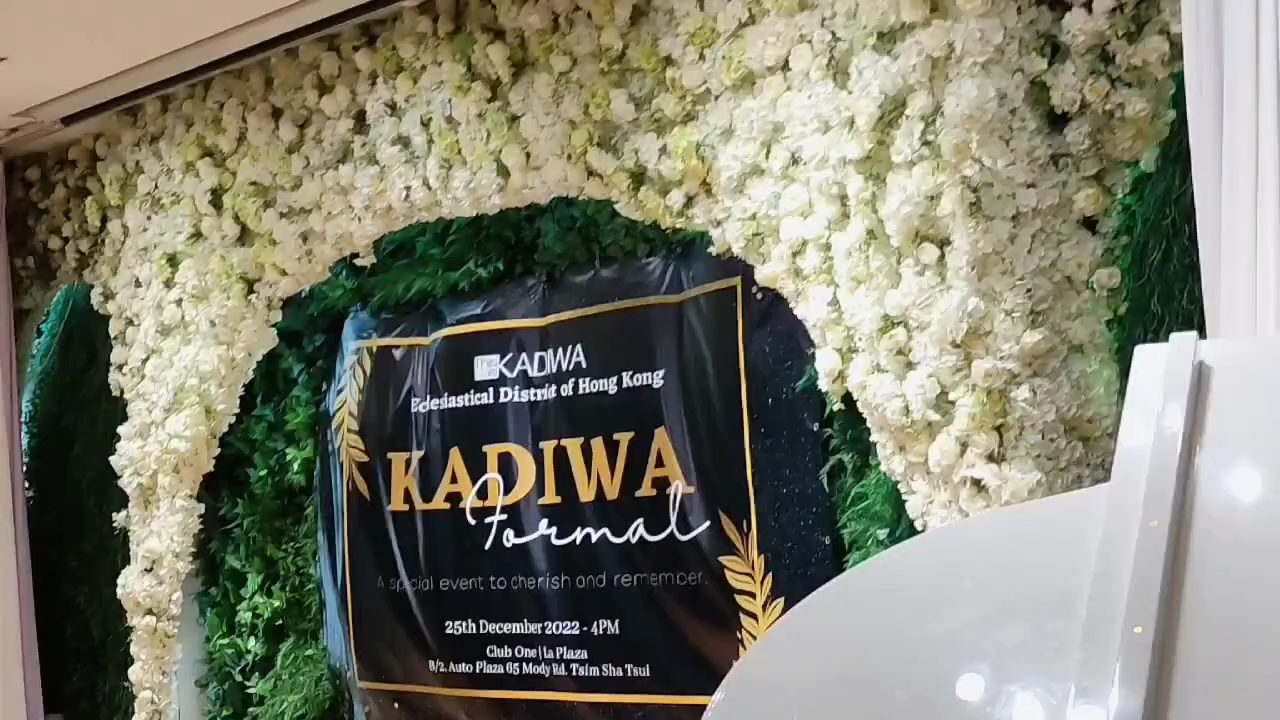 KADIWA
Ecclesiastical District of Hong Kong
KADIWA
Formal
A special event to cherish and remember.
25th December 2022 - 4PM
Club One | La Plaza
B/2, Auto Plaza 65 Mody Rd. Tsim Sha Tsui